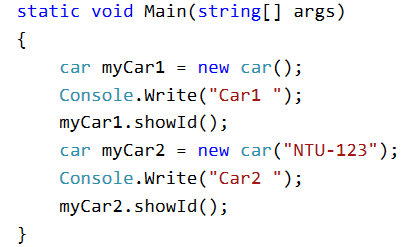 static void Main(string[] args)
{
    car myCar1 = new car();
    Console.Write("Car1 ");
    myCar1.showId();
    car myCar2 = new car("NTU-123");
    Console.Write("Car2 ");
    myCar2.showId();
}